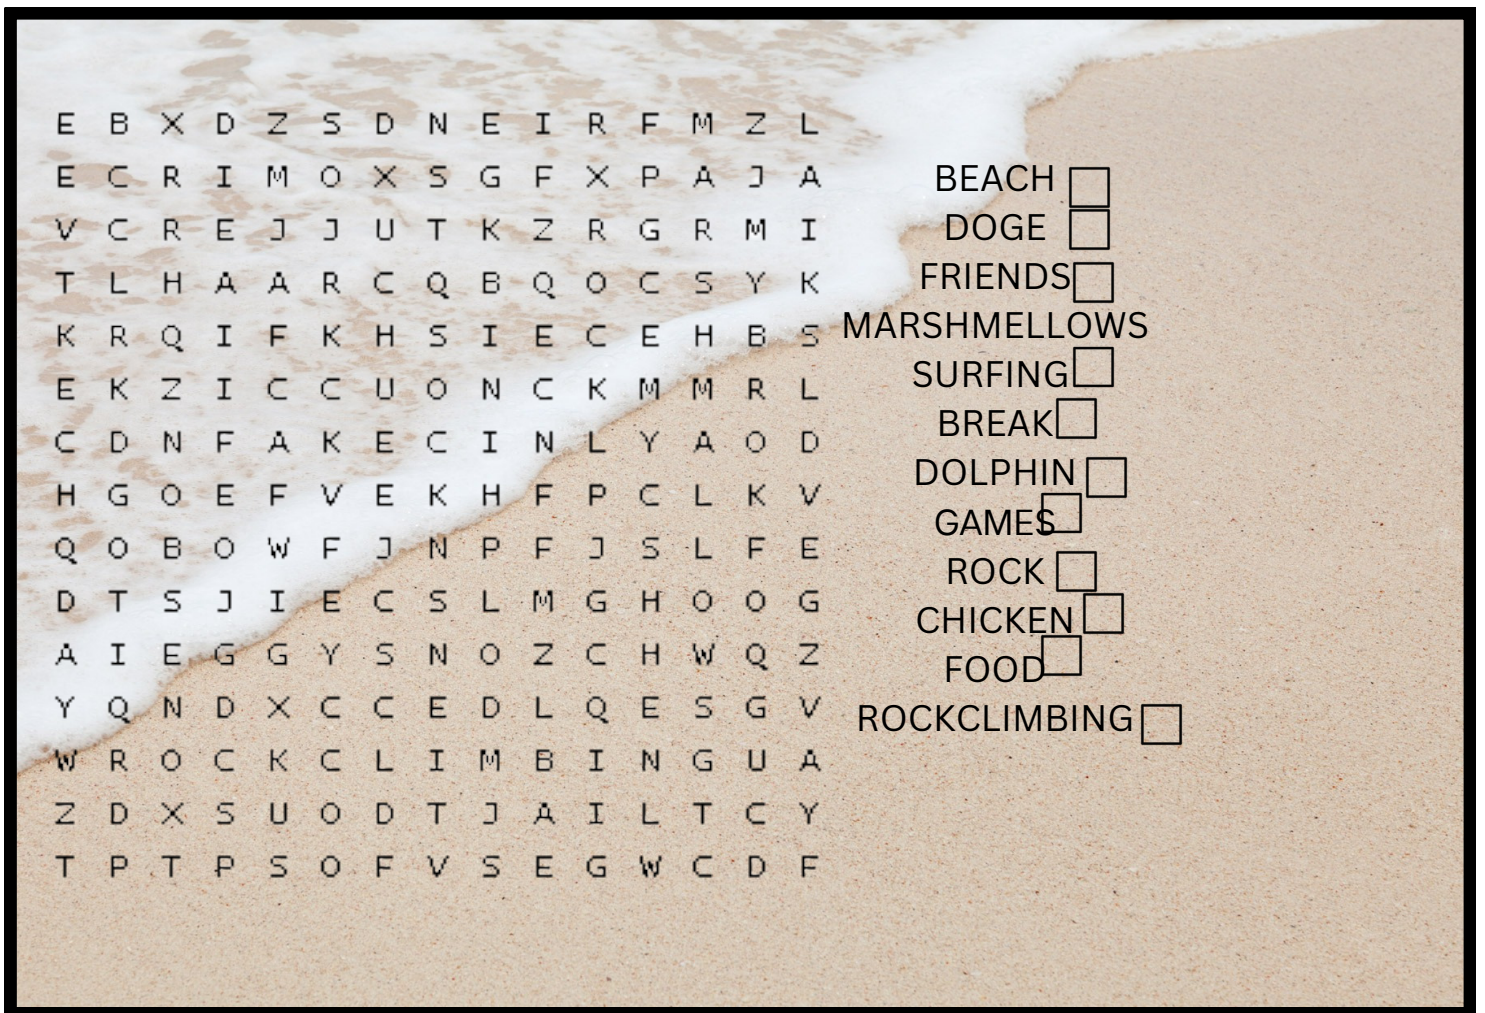 E B X D Z S D N E I R F M Z L
E C R I M O X S G F X P A J A
V C R E J J U T K Z R G R M I
T L H A A R C Q B Q O C S Y K
K R Q I F K H S I E C E H B S
E K Z I C C U O N C K M M R L
C D N F A K E C I N L Y A O D
H G O E F V E K H F P C L K V
Q O B O W F J N P F J S L F E
D T S J I E C S L M G H O O G
A I E G G Y S N O Z C H W Q Z
Y Q N D X C C E D L Q E S G V
W R O C K C L I M B I N G U A
Z D X S U O D T J A I L T C Y
T P T P S O F V S E G W C D F
BEACH
DOGE
FRIENDS
MARSHMELLOWS
SURFING
BREAK
DOLPHIN
GAMES
ROCK
CHICKEN
FOOD
ROCKCLIMBING